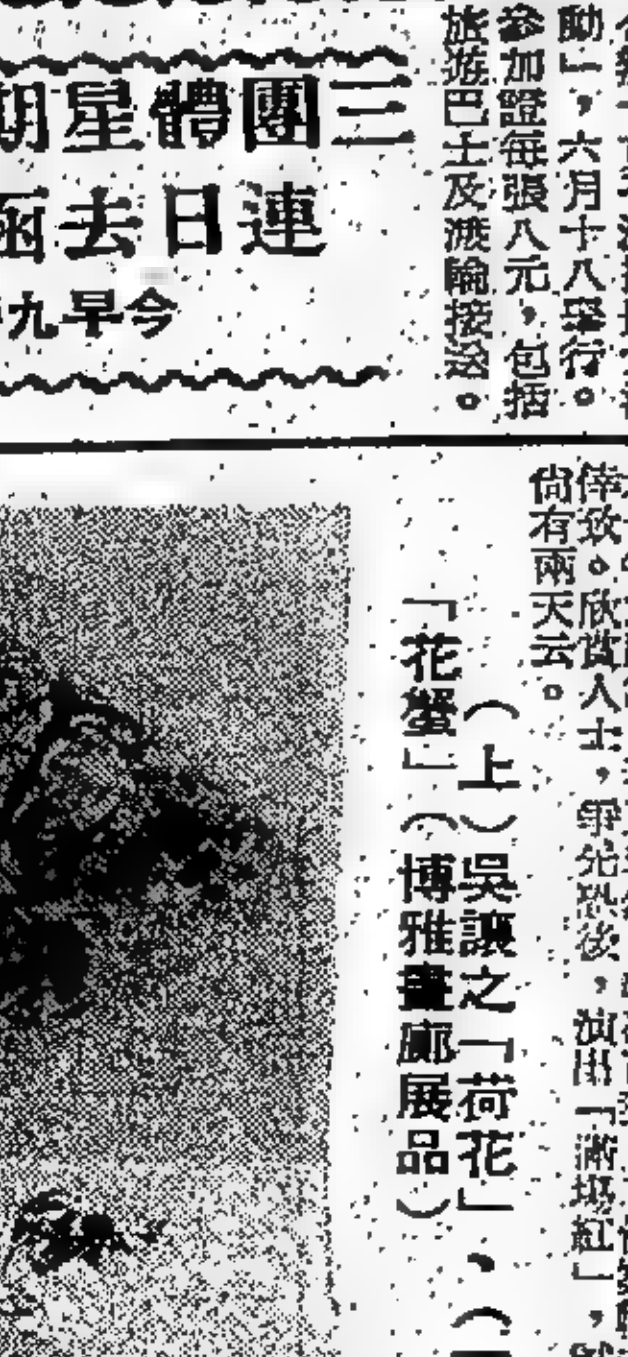 動」，六月十八舉行。
參加證每張八元，包括
旅遊巴士及渡輪接送。
三團體星期
連日去函
今早九
倖致。欣賞人士，爭先恐後，演出「滿場紅」，
尙有兩天云。
（上）吳讓之「荷花」、（
「花蟹」（博雅畫廊展品）